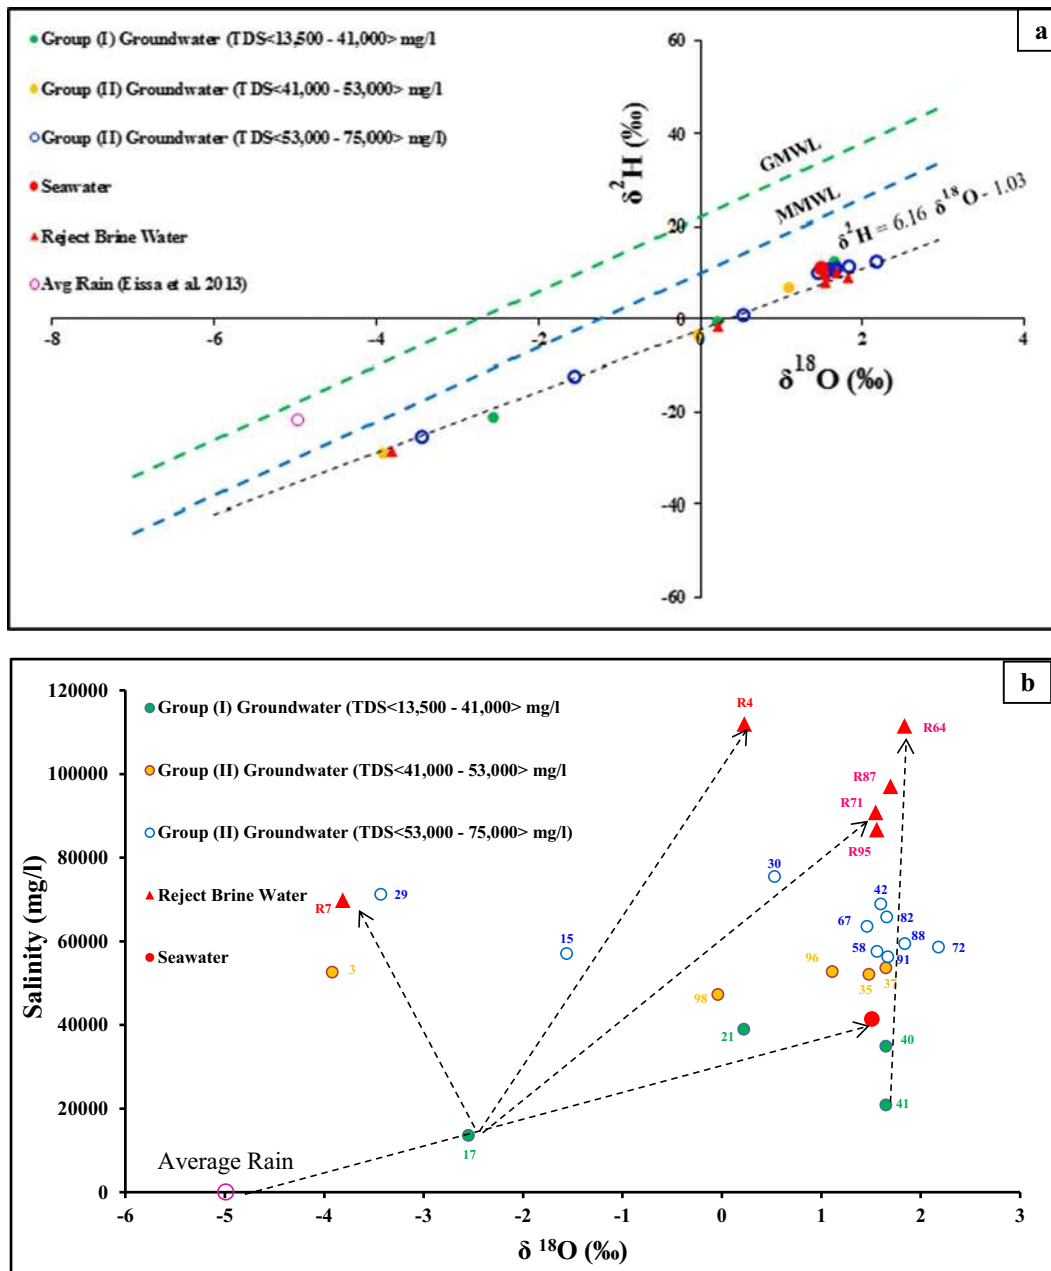 a
Group (I) Groundwater (TDS<13,500 - 41,000> mg/l
Group (II) Groundwater (TDS<41,000 - 53,000> mg/l
Group (II) Groundwater (TDS<53,000 - 75,000> mg/l)
Seawater
Reject Brine Water
Avg Rain (Eissa et al. 2013)
60
40
20
0
-20
-40
-60
δ²H (‰)
GMWL
MMWL
δ²H = 6.16 δ¹⁸O - 1.03
-8
-6
-4
-2
0
2
4
δ¹⁸O (‰)
b
Group (I) Groundwater (TDS<13,500 - 41,000> mg/l
Group (II) Groundwater (TDS<41,000 - 53,000> mg/l
Group (II) Groundwater (TDS<53,000 - 75,000> mg/l)
Reject Brine Water
Seawater
120000
100000
80000
60000
40000
20000
0
Salinity (mg/l)
R4
R64
R87
R71
R95
30
R7
29
42
67
82
15
58
88
72
91
3
96
35
37
98
21
40
41
17
Average Rain
-6
-5
-4
-3
-2
-1
0
1
2
3
δ ¹⁸O (‰)